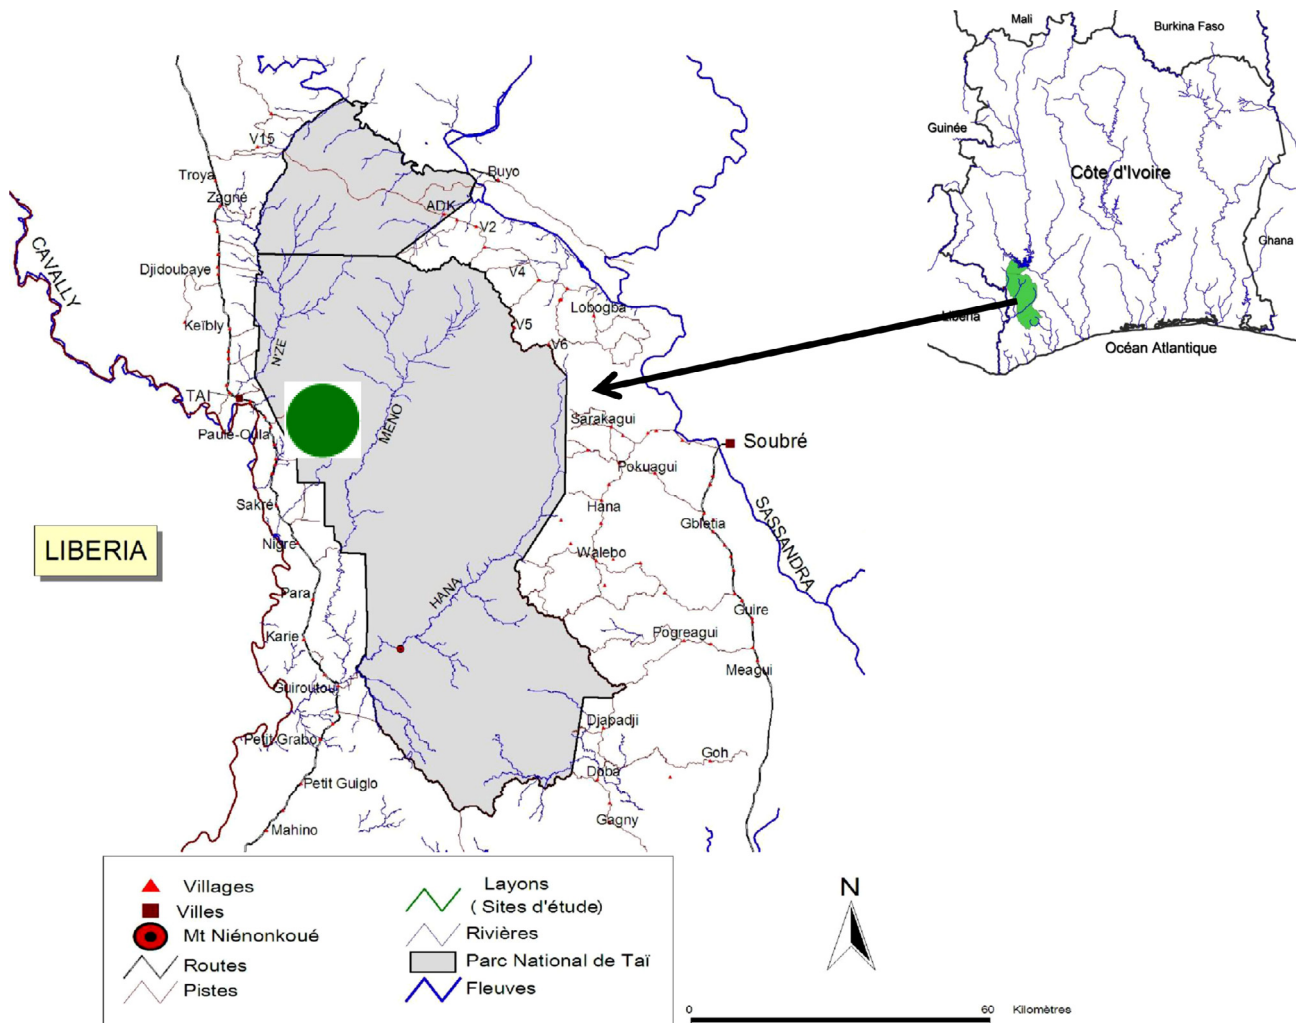 Mali
Burkina Faso
Guinée
Côte d'Ivoire
Ghana
Liberia
Océan Atlantique
V15
Troya
Zagné
Buyo
ADK
V2
CAVALLY
Djidoubaye
V4
Lobogba
Keïbly
V5
V6
N'ZE
TAI
MENO
Paule-Oula
Sarakagui
Soubré
Pokuagui
Sakré
Hana
Gbletia
SASSANDRA
LIBERIA
Nigre
Walebo
Para
HANA
Guire
Karie
Pogreagui
Meagui
Guiroutou
Djapadji
Petit Grabo
Goh
Doba
Petit Guiglo
Gagny
Mahino
Villages
Villes
Mt Niénonkoué
Routes
Pistes
Layons
( Sites d'étude)
Rivières
Parc National de Taï
Fleuves
N
0 60 Kilomètres